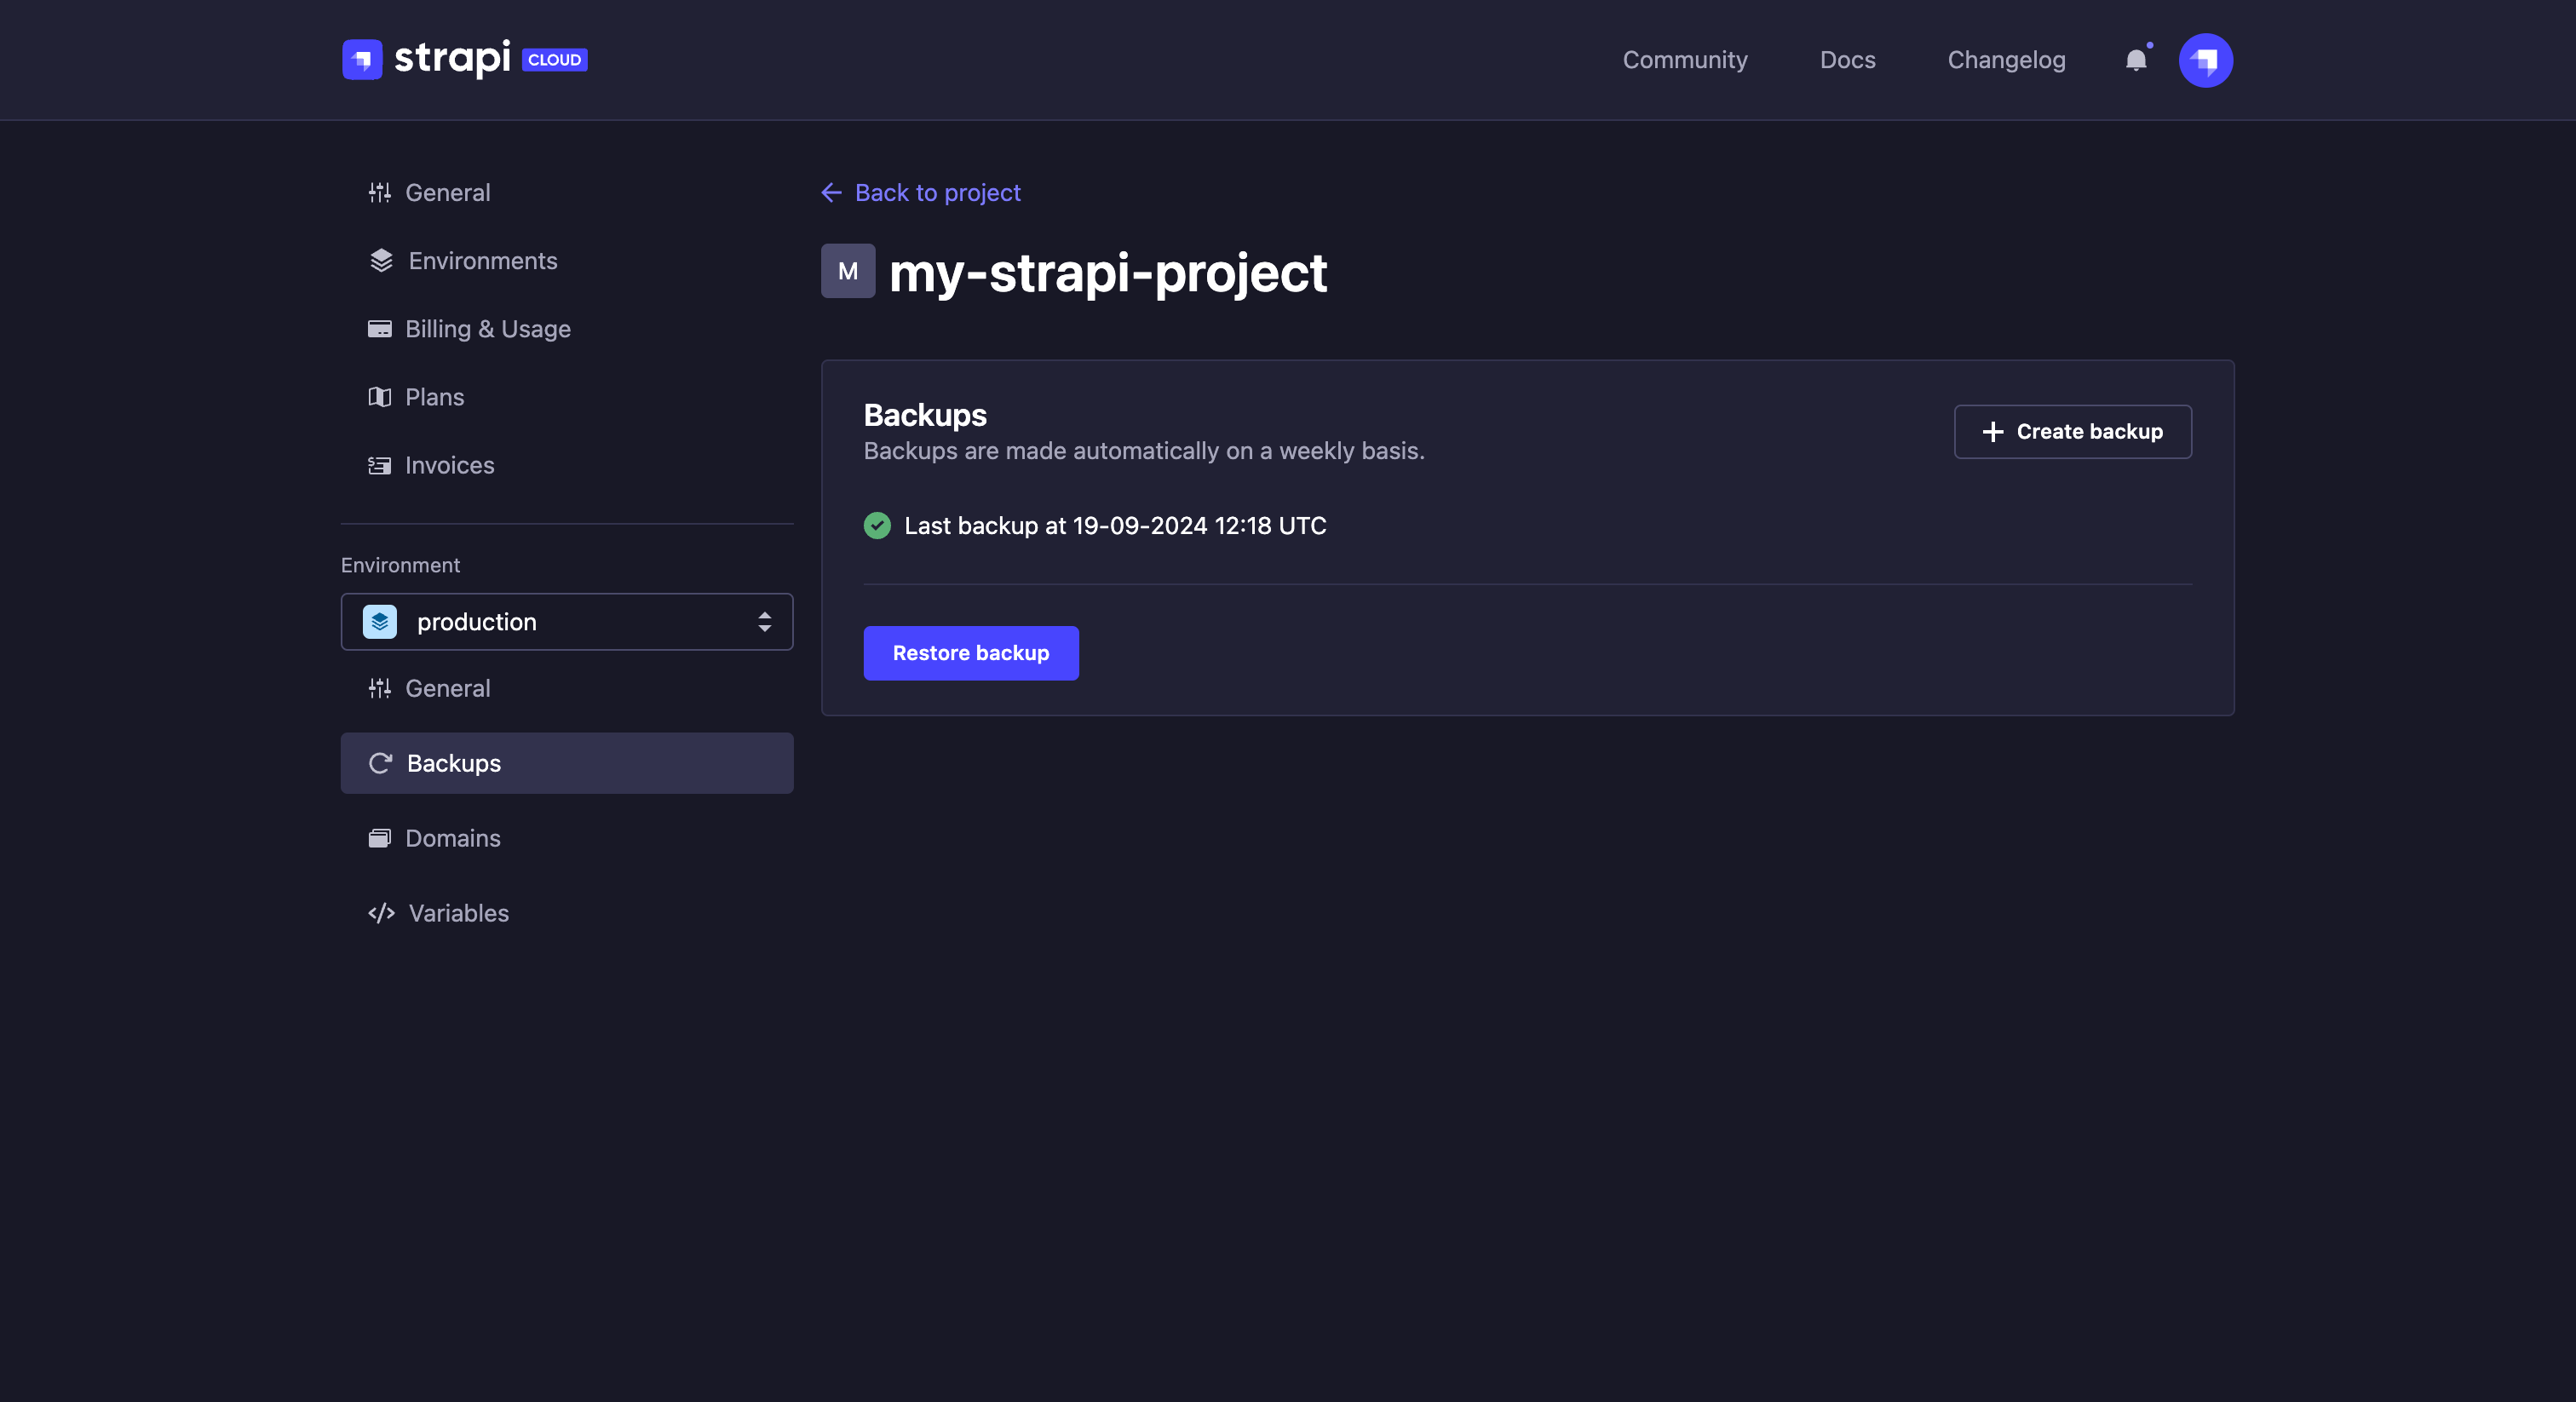 strapi CLOUD
Community
Docs
Changelog
General
Environments
Billing & Usage
Plans
Invoices
Environment
production
General
Backups
Domains
Variables
Back to project
M my-strapi-project
Backups
Backups are made automatically on a weekly basis.
Create backup
Last backup at 19-09-2024 12:18 UTC
Restore backup